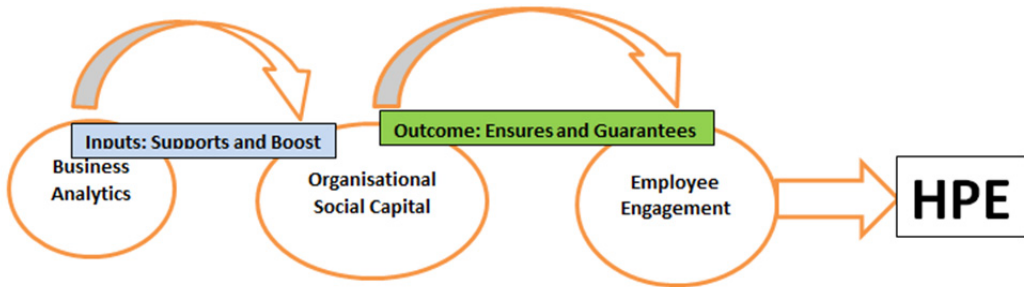 Inputs: Supports and Boost
Outcome: Ensures and Guarantees
Business
Analytics
Organisational
Social Capital
Employee
Engagement
HPE